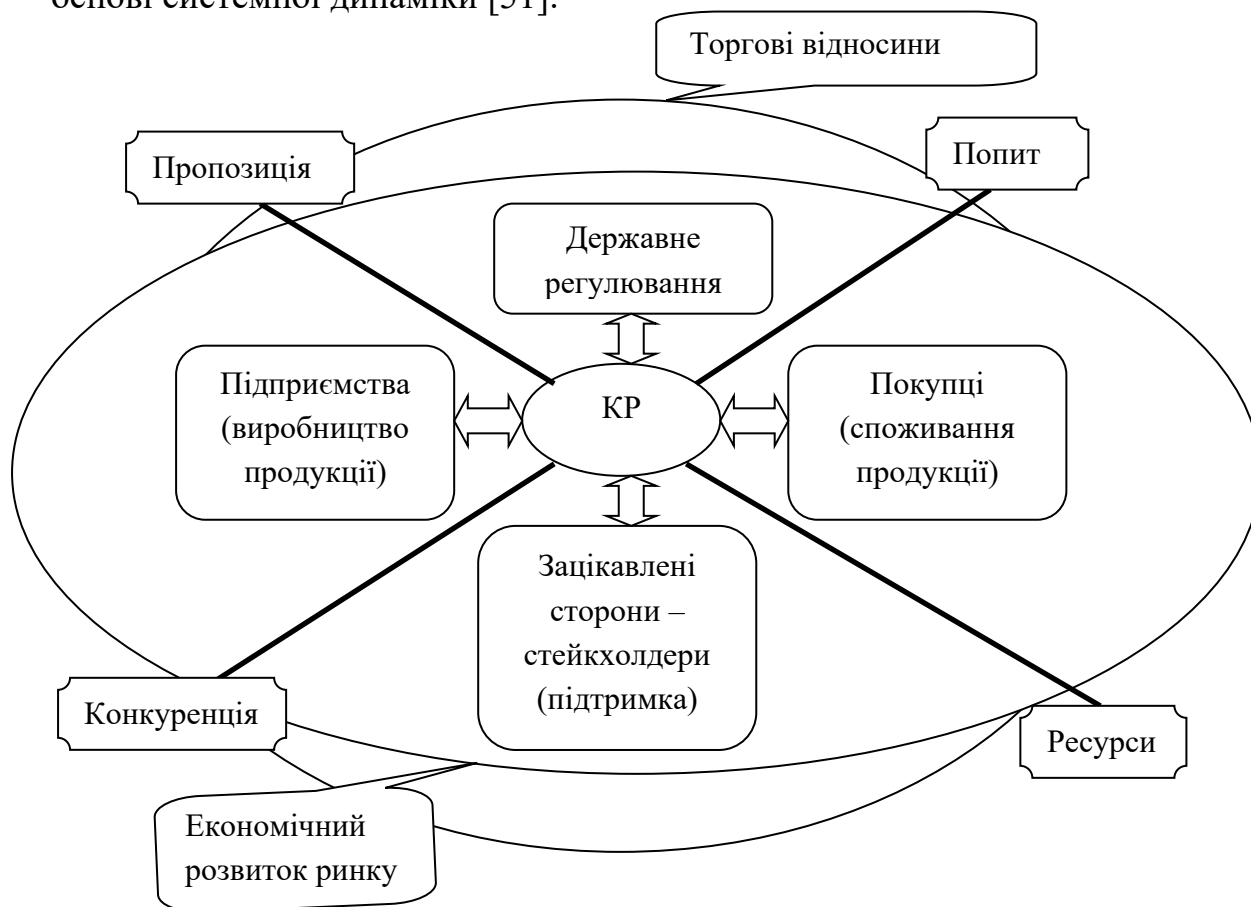 основі системної динаміки [51].
Торгові відносини
Пропозиція
Попит
Державне
регулювання
Підприємства
(виробництво
продукції)
КР
Покупці
(споживання
продукції)
Зацікавлені
сторони –
стейкхолдери
(підтримка)
Конкуренція
Ресурси
Економічний
розвиток ринку